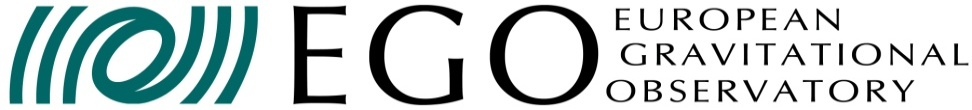 EGO
EUROPEAN
GRAVITATIONAL
OBSERVATORY